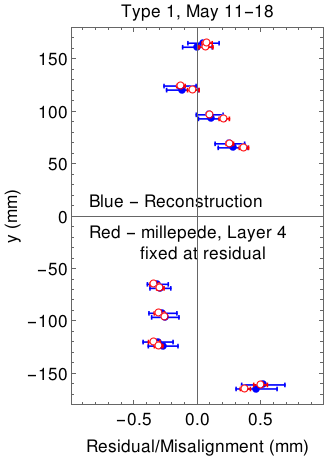 Type 1, May 11−18
150
100
50
0
−50
−100
−150
y (mm)
Blue − Reconstruction
Red − millepede, Layer 4
fixed at residual
−0.5
0.0
0.5
Residual/Misalignment (mm)